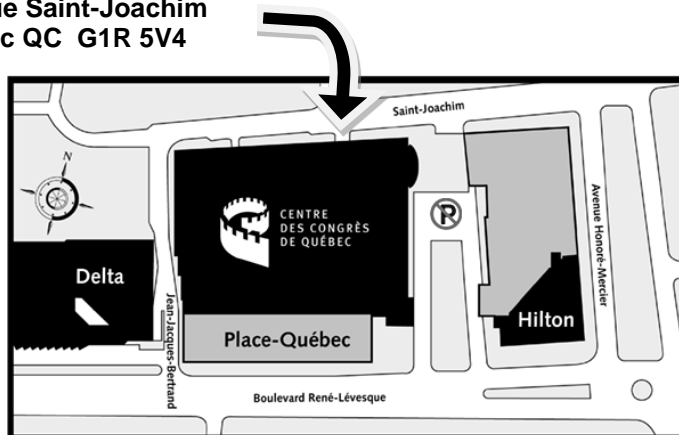 ue Saint-Joachim
c QC  G1R 5V4
Saint-Joachim
N
CENTRE
DES CONGRÈS
DE QUÉBEC
P
Avenue Honoré-Mercier
Delta
Jean-Jacques-Bertrand
Place-Québec
Hilton
Boulevard René-Lévesque